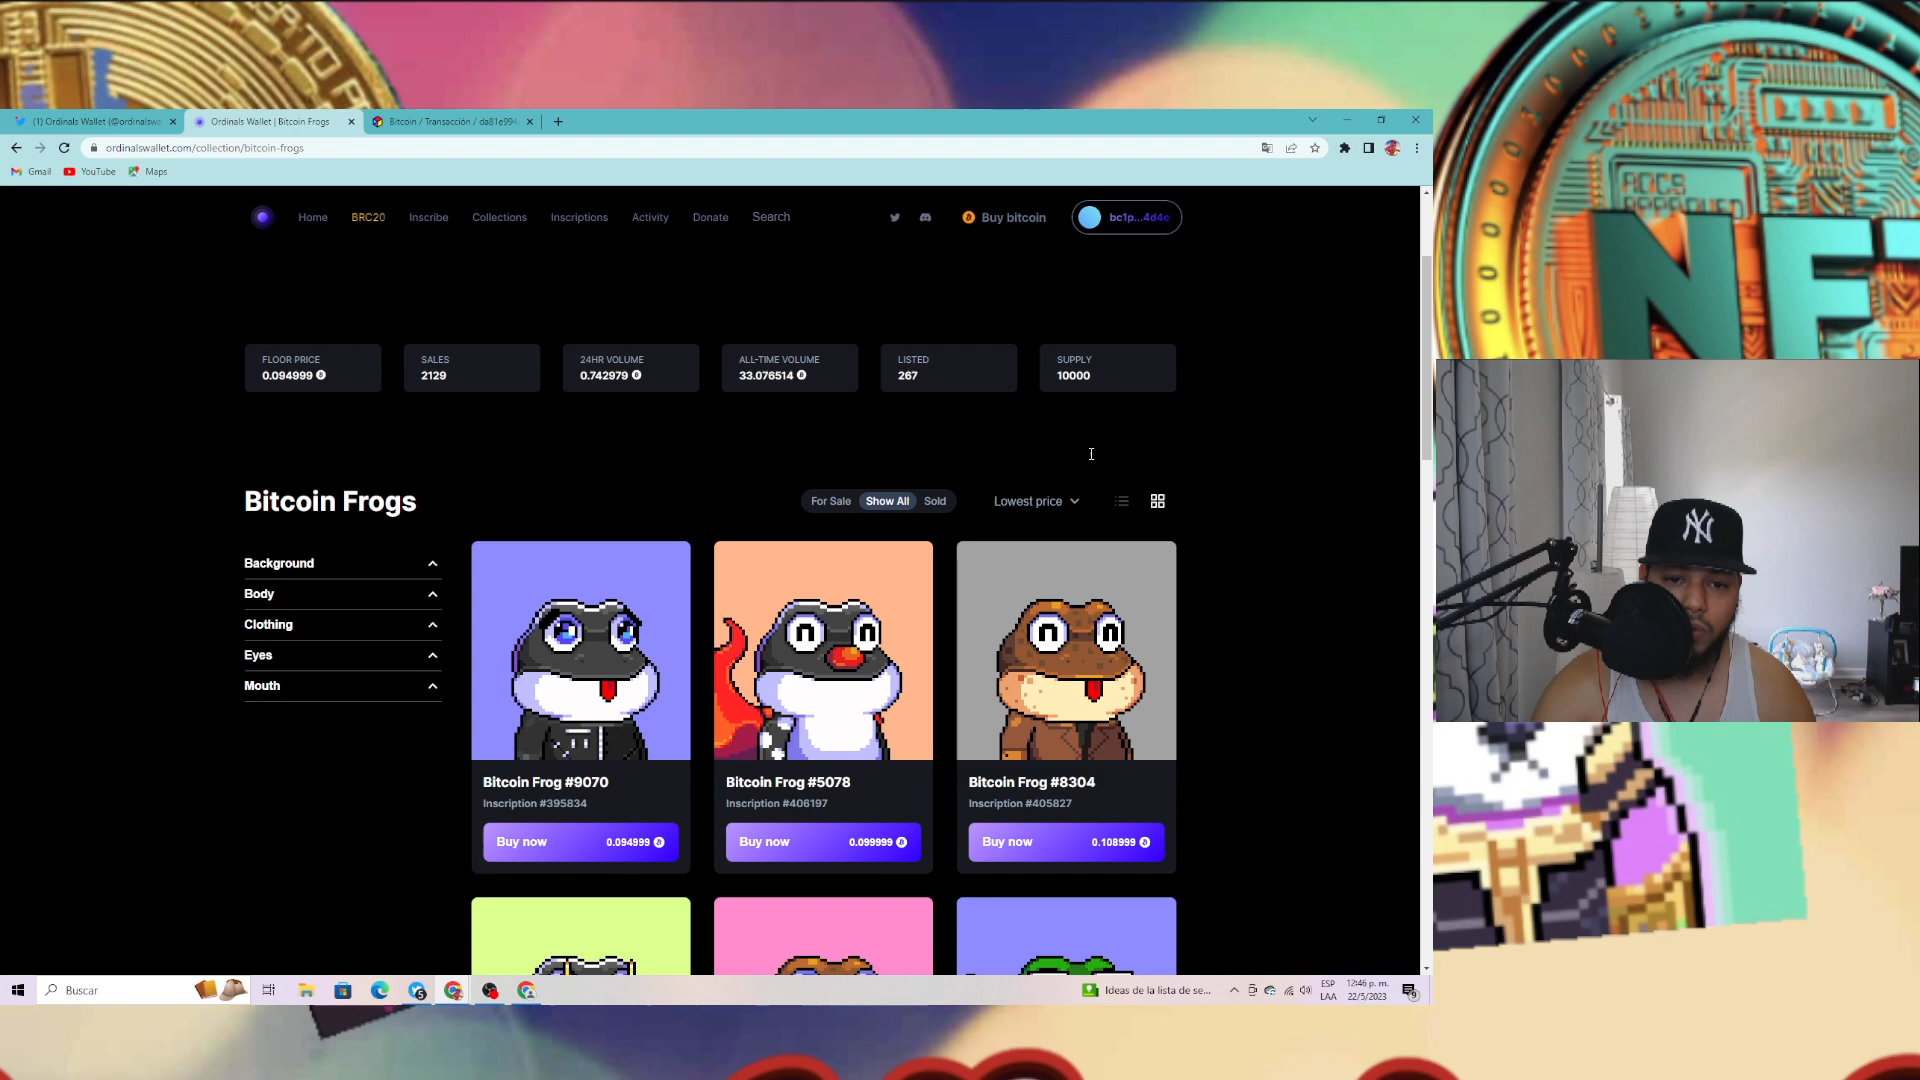 (1) Ordinals Wallet (@ordinalswa
Ordinals Wallet | Bitcoin Frogs
Bitcoin / Transacción / da81e994
ordinalswallet.com/collection/bitcoin-frogs
Gmail
YouTube
Maps
Home
BRC20
Inscribe
Collections
Inscriptions
Activity
Donate
Search
Buy bitcoin
bc1p...4d4c
FLOOR PRICE
0.094999
SALES
2129
24HR VOLUME
0.742979
ALL-TIME VOLUME
33.076514
LISTED
267
SUPPLY
10000
Bitcoin Frogs
For Sale
Show All
Sold
Lowest price
Background
Body
Clothing
Eyes
Mouth
Bitcoin Frog #9070
Inscription #395834
Buy now 0.094999
Bitcoin Frog #5078
Inscription #406197
Buy now 0.099999
Bitcoin Frog #8304
Inscription #405827
Buy now 0.108999
Buscar
Ideas de la lista de se...
ESP
LAA
12:46 p. m.
22/5/2023
NY